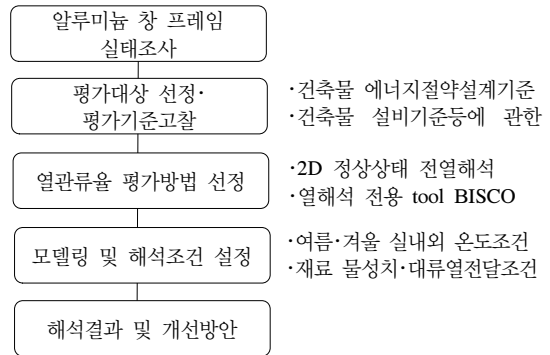 알루미늄 창 프레임
실태조사
평가대상 선정·
평가기준고찰
·건축물 에너지절약설계기준
·건축물 설비기준등에 관한
열관류율 평가방법 선정
·2D 정상상태 전열해석
·열해석 전용 tool BISCO
모델링 및 해석조건 설정
·여름·겨울 실내외 온도조건
·재료 물성치·대류열전달조건
해석결과 및 개선방안